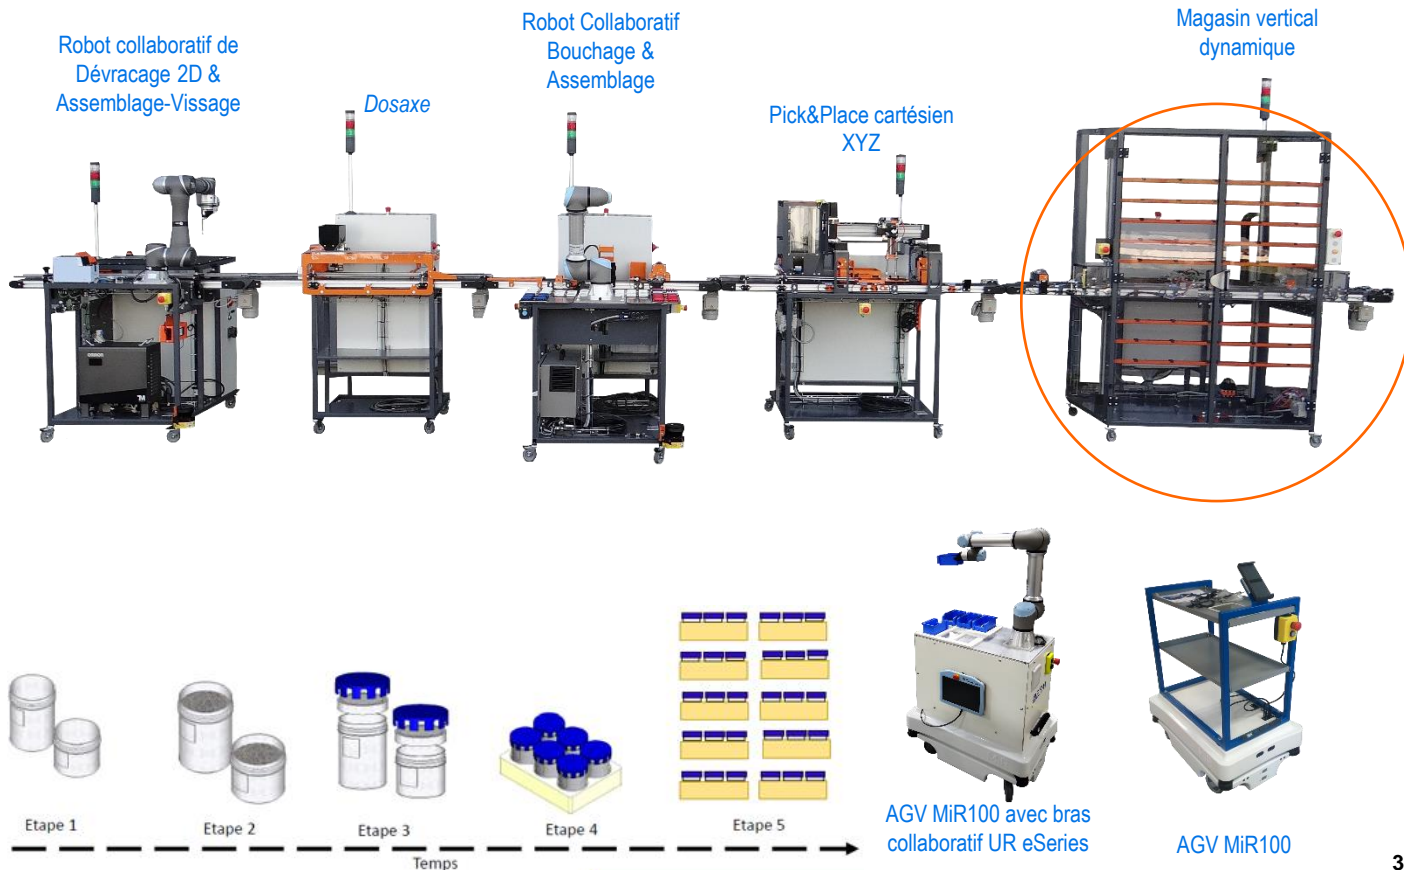 Robot collaboratif de
Dévracage 2D &
Assemblage-Vissage
Dosaxe
Robot Collaboratif
Bouchage &
Assemblage
Pick&Place cartésien
XYZ
Magasin vertical
dynamique
Etape 1
Etape 2
Etape 3
Etape 4
Etape 5
Temps
AGV MiR100 avec bras
collaboratif UR eSeries
AGV MiR100
3